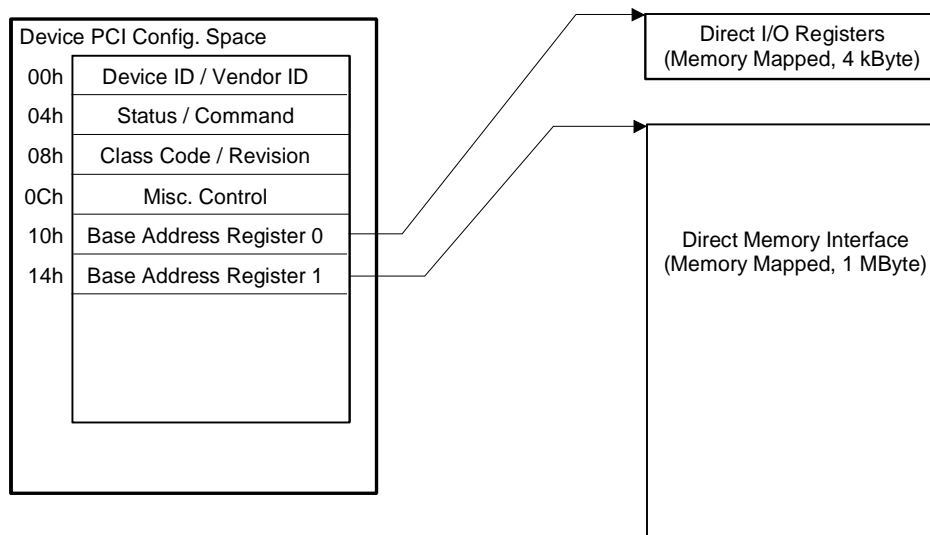 Device PCI Config. Space
00h Device ID / Vendor ID
04h Status / Command
08h Class Code / Revision
0Ch Misc. Control
10h Base Address Register 0
14h Base Address Register 1
Direct I/O Registers
(Memory Mapped, 4 kByte)
Direct Memory Interface
(Memory Mapped, 1 MByte)